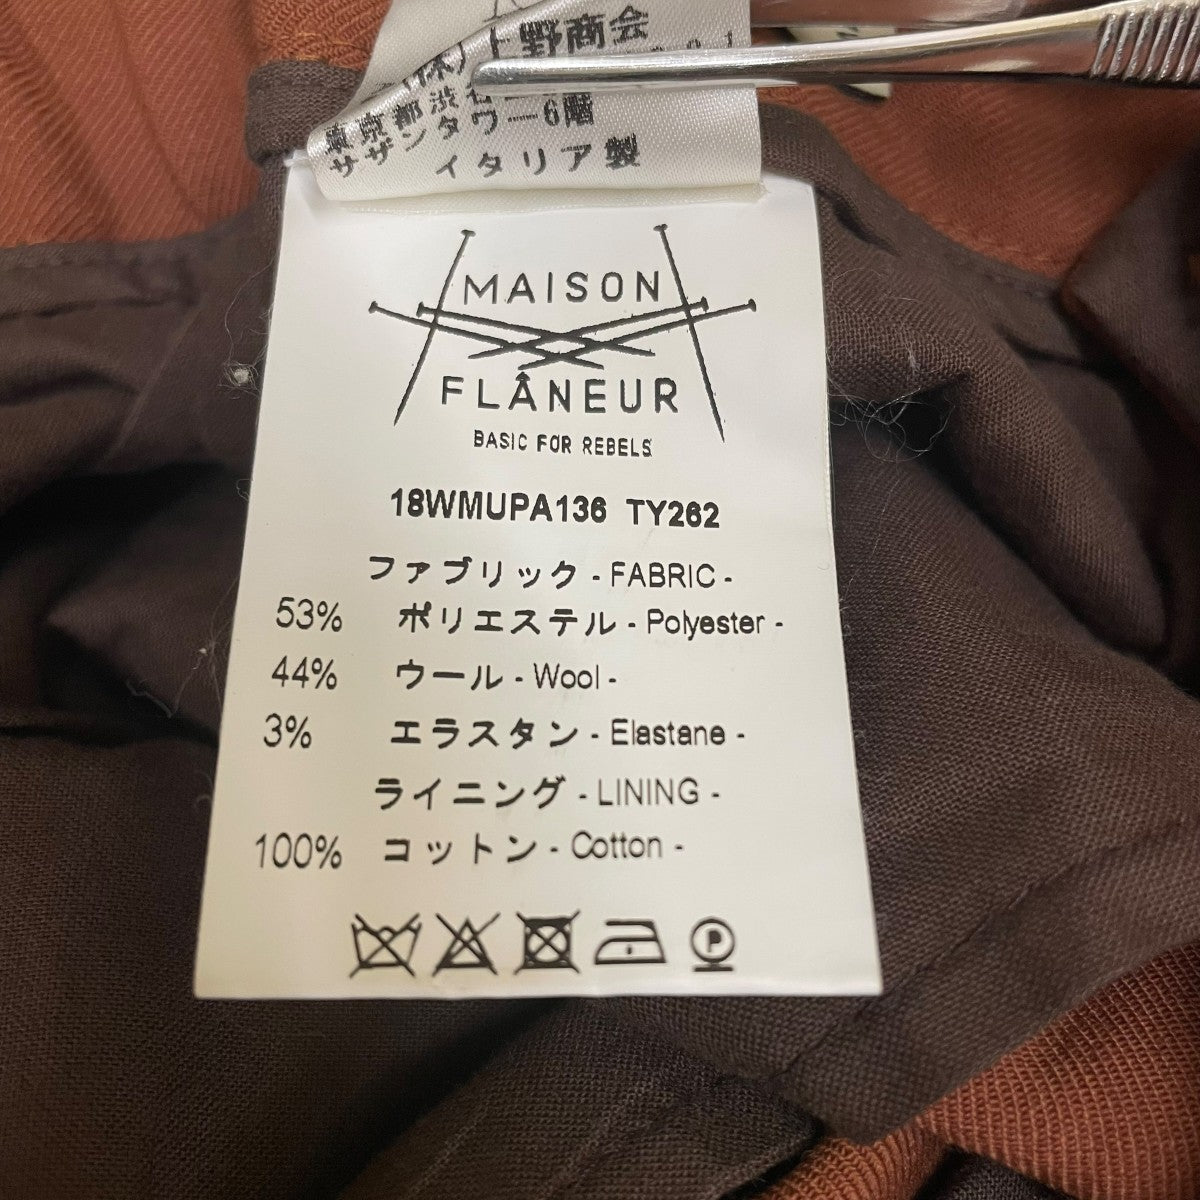 (株)上野商会
東京都渋谷
サザンタワー6階
イタリア製
MAISON
FLÂNEUR
BASIC FOR REBELS
18WMUPA136 TY262
ファブリック - FABRIC -
53% ポリエステル - Polyester -
44% ウール - Wool -
3% エラスタン - Elastane -
ライニング - LINING -
100% コットン - Cotton -
P